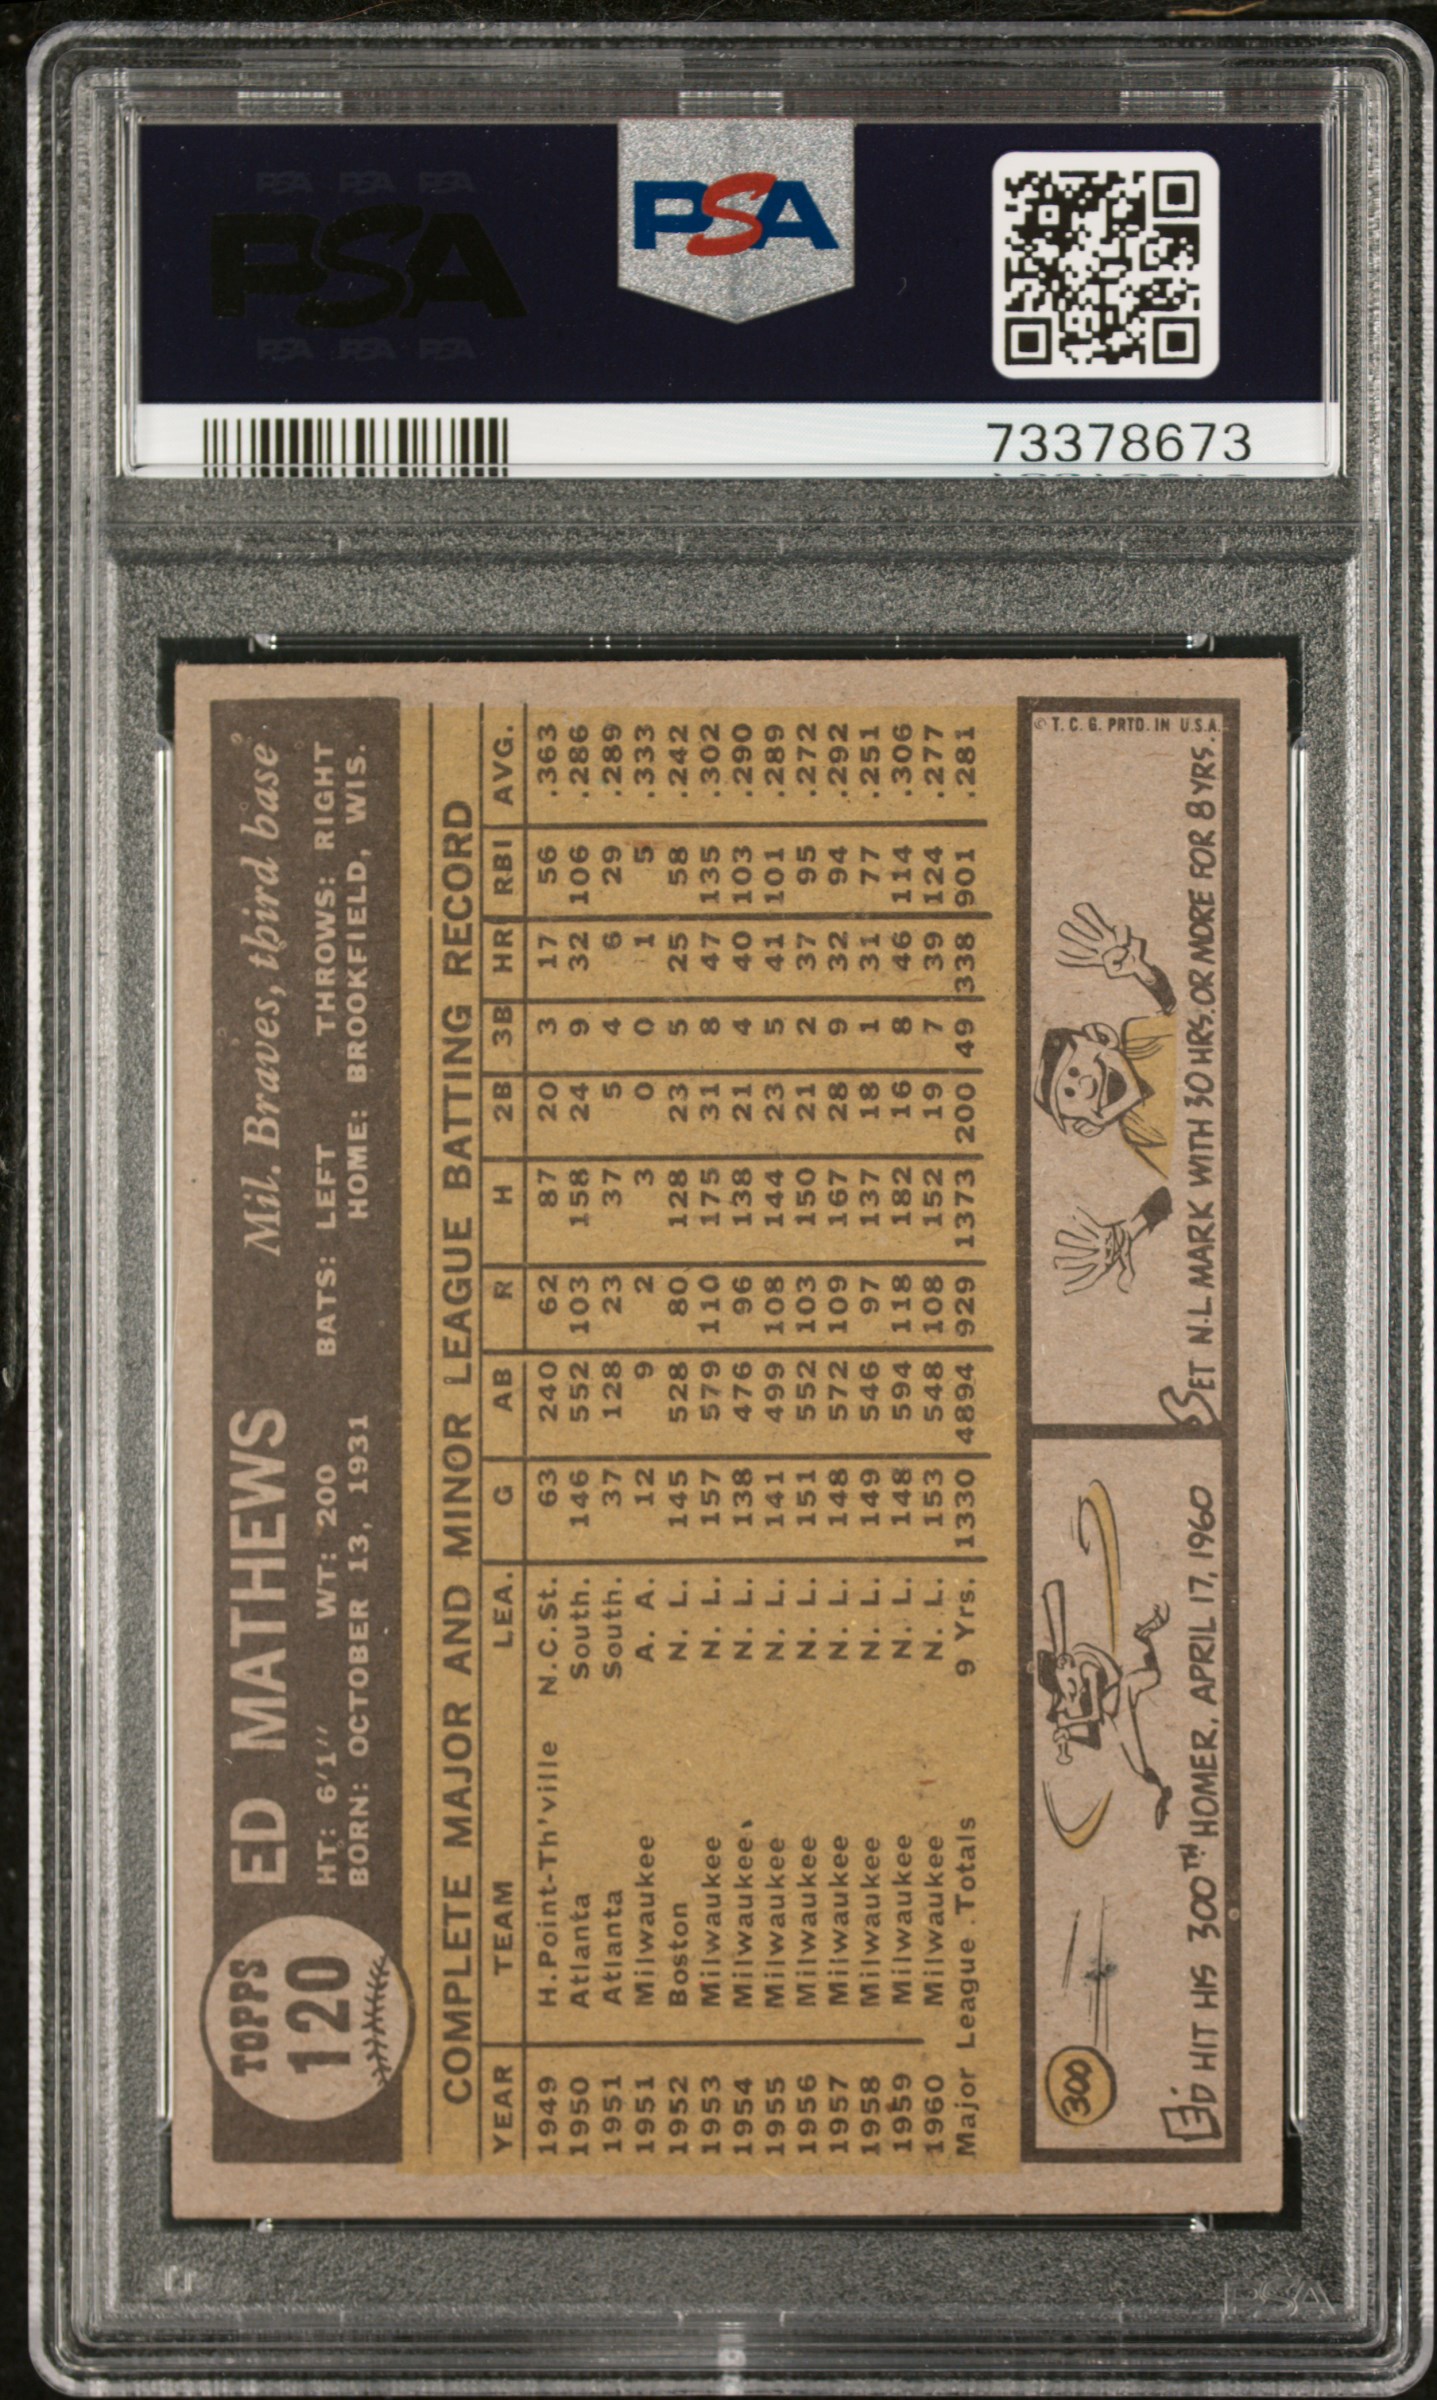 PSA PSA PSA
PSA
PSA PSA PSA
PSA
73378673
TOPPS
120
ED MATHEWS Mil. Braves, third base
HT: 6'1" WT: 200 BATS: LEFT THROWS: RIGHT
BORN: OCTOBER 13, 1931 HOME: BROOKFIELD, WIS.
COMPLETE MAJOR AND MINOR LEAGUE BATTING RECORD
YEAR TEAM LEA. G AB R H 2B 3B HR RBI AVG.
1949 H.Point-Th'ville N.C.St. 63 240 62 87 20 3 17 56 .363
1950 Atlanta South. 146 552 103 158 24 9 32 106 .286
1951 Atlanta South. 37 128 23 37 5 4 6 29 .289
1951 Milwaukee A. A. 12 9 2 3 0 0 1 5 .333
1952 Boston N. L. 145 528 80 128 23 5 25 58 .242
1953 Milwaukee N. L. 157 579 110 175 31 8 47 135 .302
1954 Milwaukee N. L. 138 476 96 138 21 4 40 103 .290
1955 Milwaukee N. L. 141 499 108 144 23 5 41 101 .289
1956 Milwaukee N. L. 151 552 103 150 21 2 37 95 .272
1957 Milwaukee N. L. 148 572 109 167 28 9 32 94 .292
1958 Milwaukee N. L. 149 546 97 137 18 1 31 77 .251
1959 Milwaukee N. L. 148 594 118 182 16 8 46 114 .306
1960 Milwaukee N. L. 153 548 108 152 19 7 39 124 .277
Major League Totals 9 Yrs. 1330 4894 929 1373 200 49 338 901 .281
300
ED HIT HIS 300TH HOMER, APRIL 17, 1960
SET N.L. MARK WITH 30 HRS. OR MORE FOR 8 YRS.
© T. C. G. PRTD. IN U.S.A.
PSA